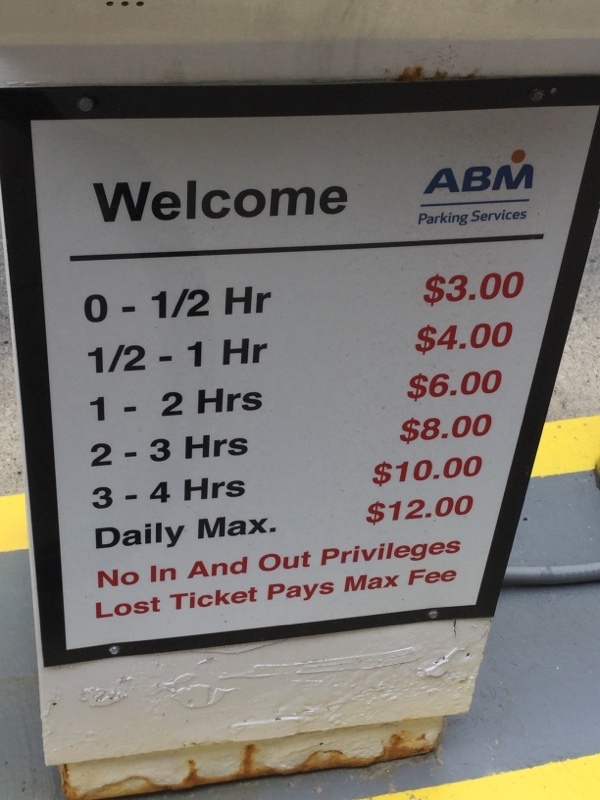 Welcome
ABM
Parking Services
0 - 1/2 Hr $3.00
1/2 - 1 Hr $4.00
1 - 2 Hrs $6.00
2 - 3 Hrs $8.00
3 - 4 Hrs $10.00
Daily Max. $12.00
No In And Out Privileges
Lost Ticket Pays Max Fee